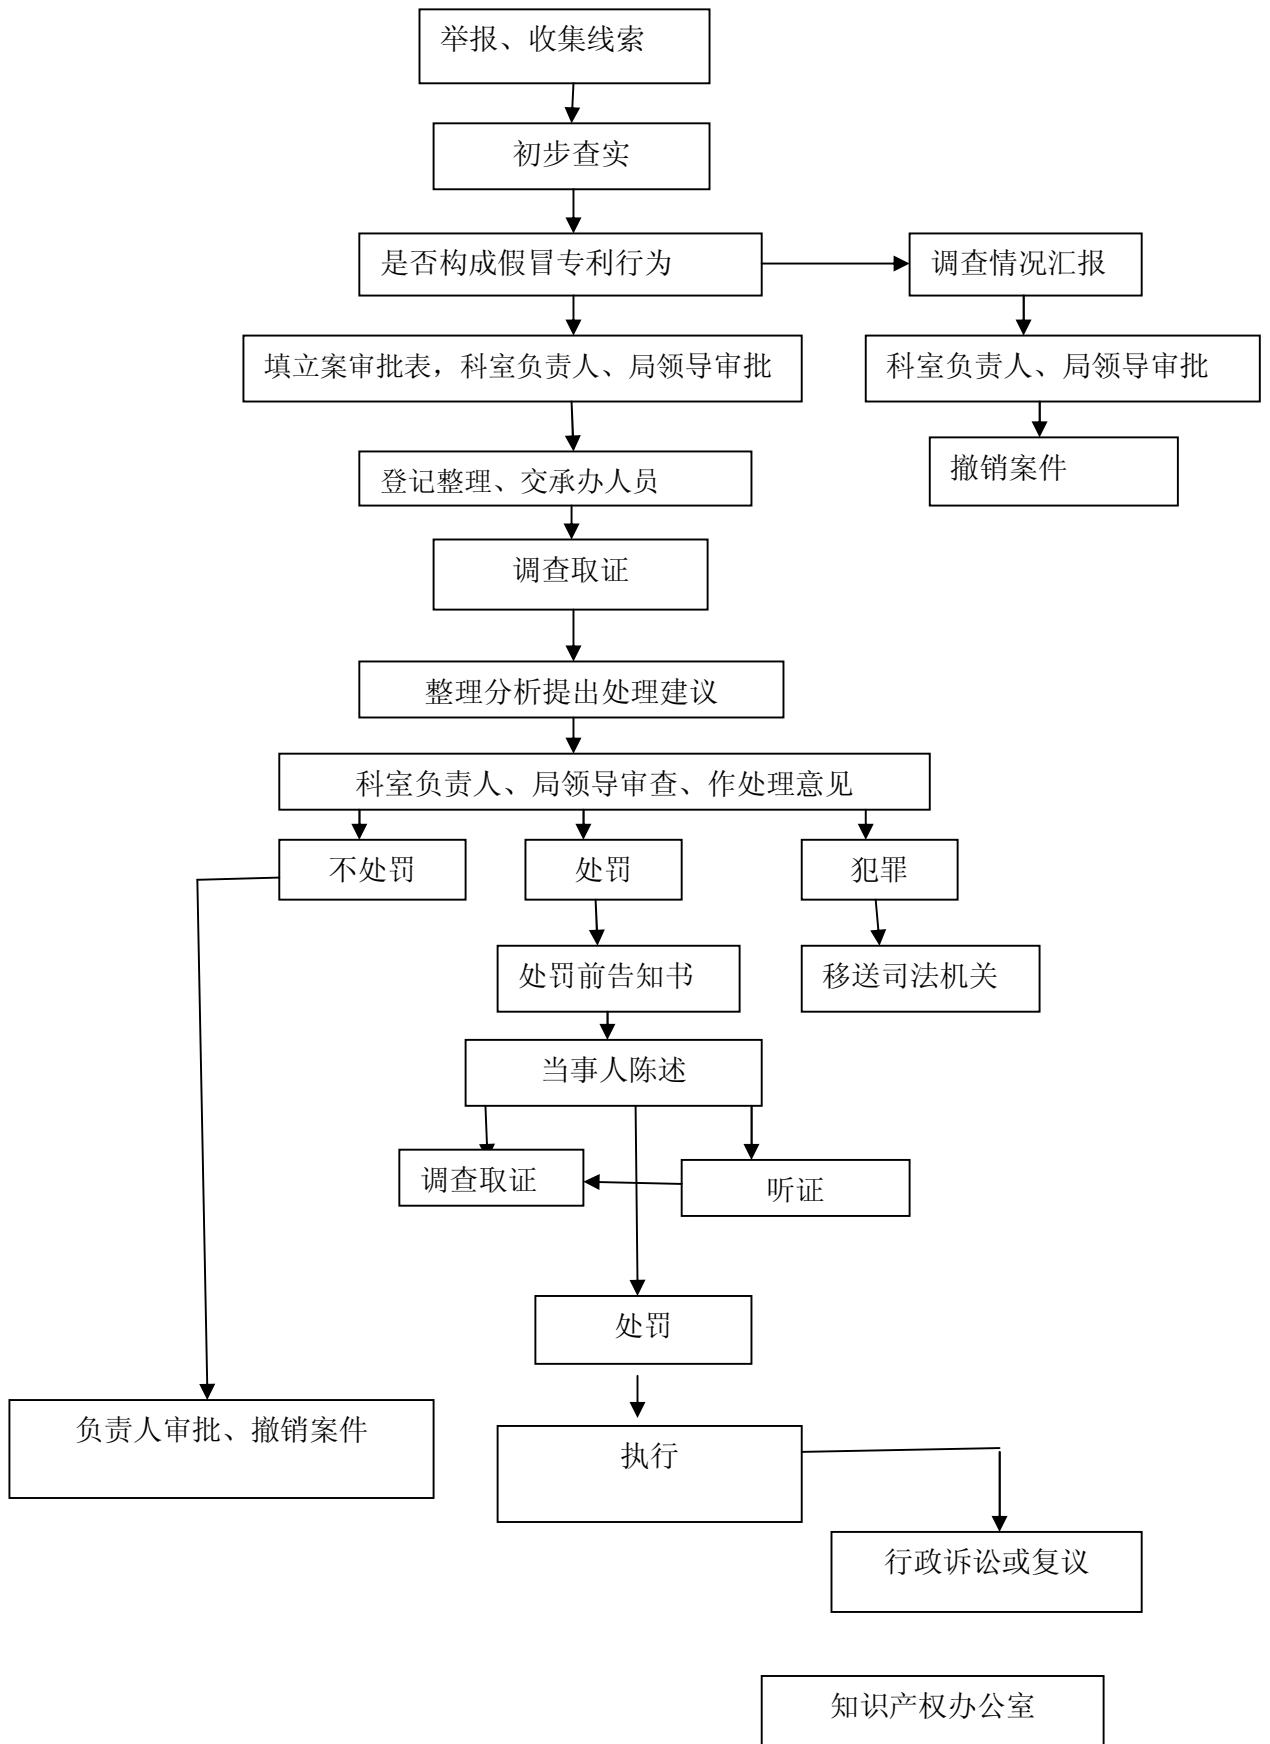 举报、收集线索
初步查实
是否构成假冒专利行为
调查情况汇报
填立案审批表，科室负责人、局领导审批
科室负责人、局领导审批
登记整理、交承办人员
撤销案件
调查取证
整理分析提出处理建议
科室负责人、局领导审查、作处理意见
不处罚
处罚
犯罪
处罚前告知书
移送司法机关
当事人陈述
调查取证
听证
处罚
负责人审批、撤销案件
执行
行政诉讼或复议
知识产权办公室